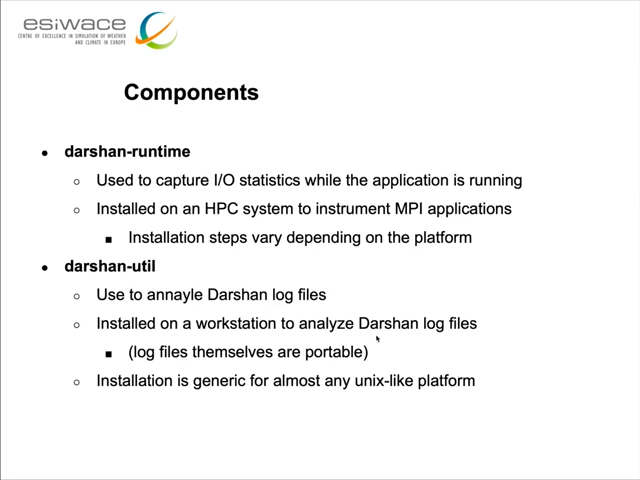 esiwace
CENTRE OF EXCELLENCE IN SIMULATION OF WEATHER
AND CLIMATE IN EUROPE
Components
● darshan-runtime
○ Used to capture I/O statistics while the application is running
○ Installed on an HPC system to instrument MPI applications
■ Installation steps vary depending on the platform
● darshan-util
○ Use to annayle Darshan log files
○ Installed on a workstation to analyze Darshan log files
■ (log files themselves are portable)
○ Installation is generic for almost any unix-like platform